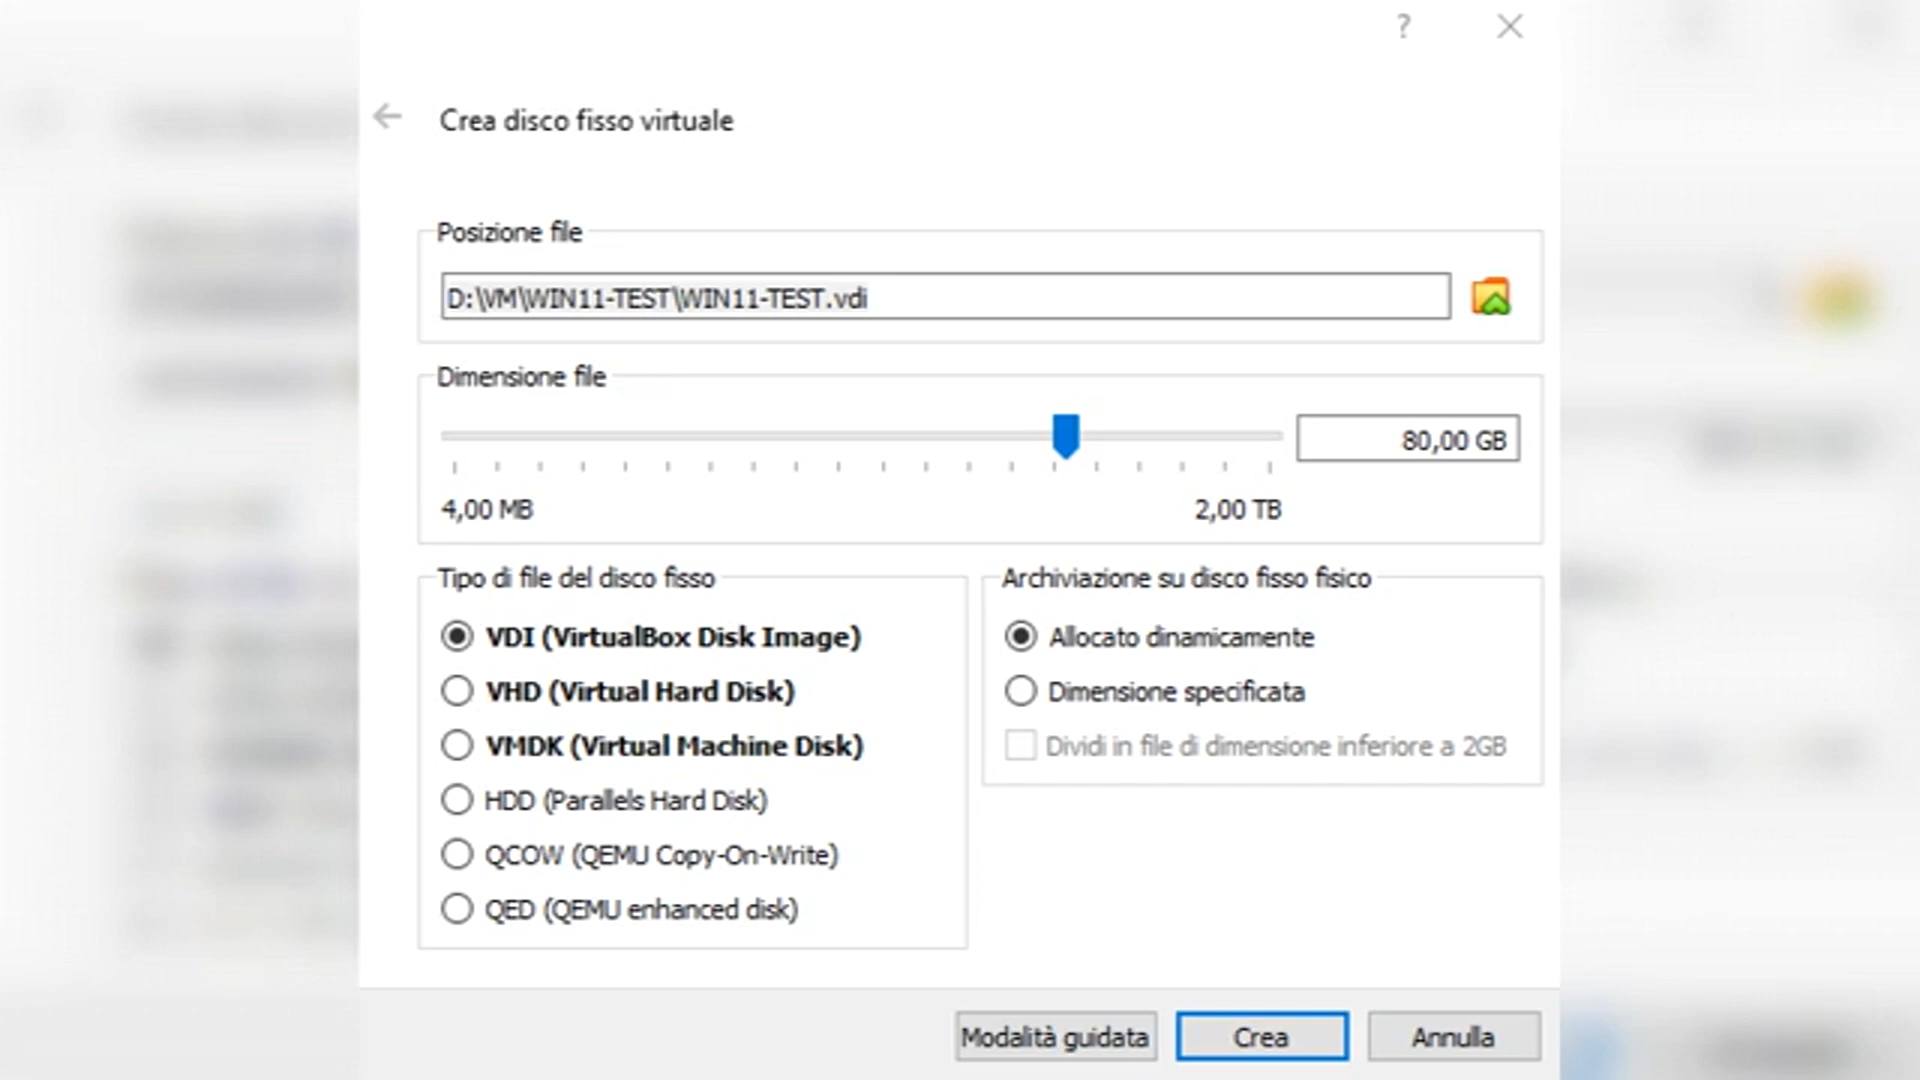 ?
Crea disco fisso virtuale
Posizione file
D:\VM\WIN11-TEST\WIN11-TEST.vdi
Dimensione file
80,00 GB
4,00 MB
2,00 TB
Tipo di file del disco fisso
VDI (VirtualBox Disk Image)
VHD (Virtual Hard Disk)
VMDK (Virtual Machine Disk)
HDD (Parallels Hard Disk)
QCOW (QEMU Copy-On-Write)
QED (QEMU enhanced disk)
Archiviazione su disco fisso fisico
Allocato dinamicamente
Dimensione specificata
Dividi in file di dimensione inferiore a 2GB
Modalità guidata
Crea
Annulla